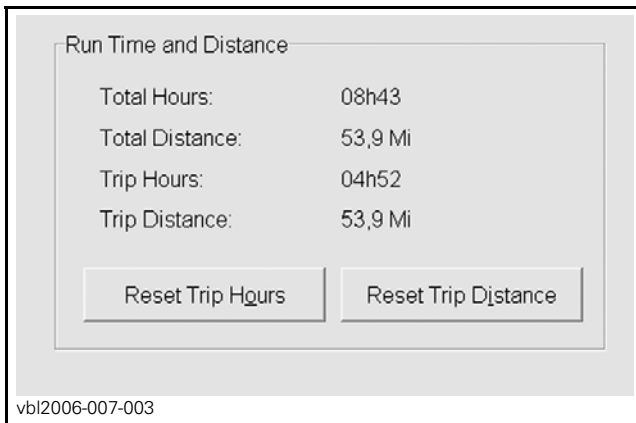 Run Time and Distance
Total Hours: 08h43
Total Distance: 53,9 Mi
Trip Hours: 04h52
Trip Distance: 53,9 Mi
Reset Trip Hours Reset Trip Distance
vbl2006-007-003